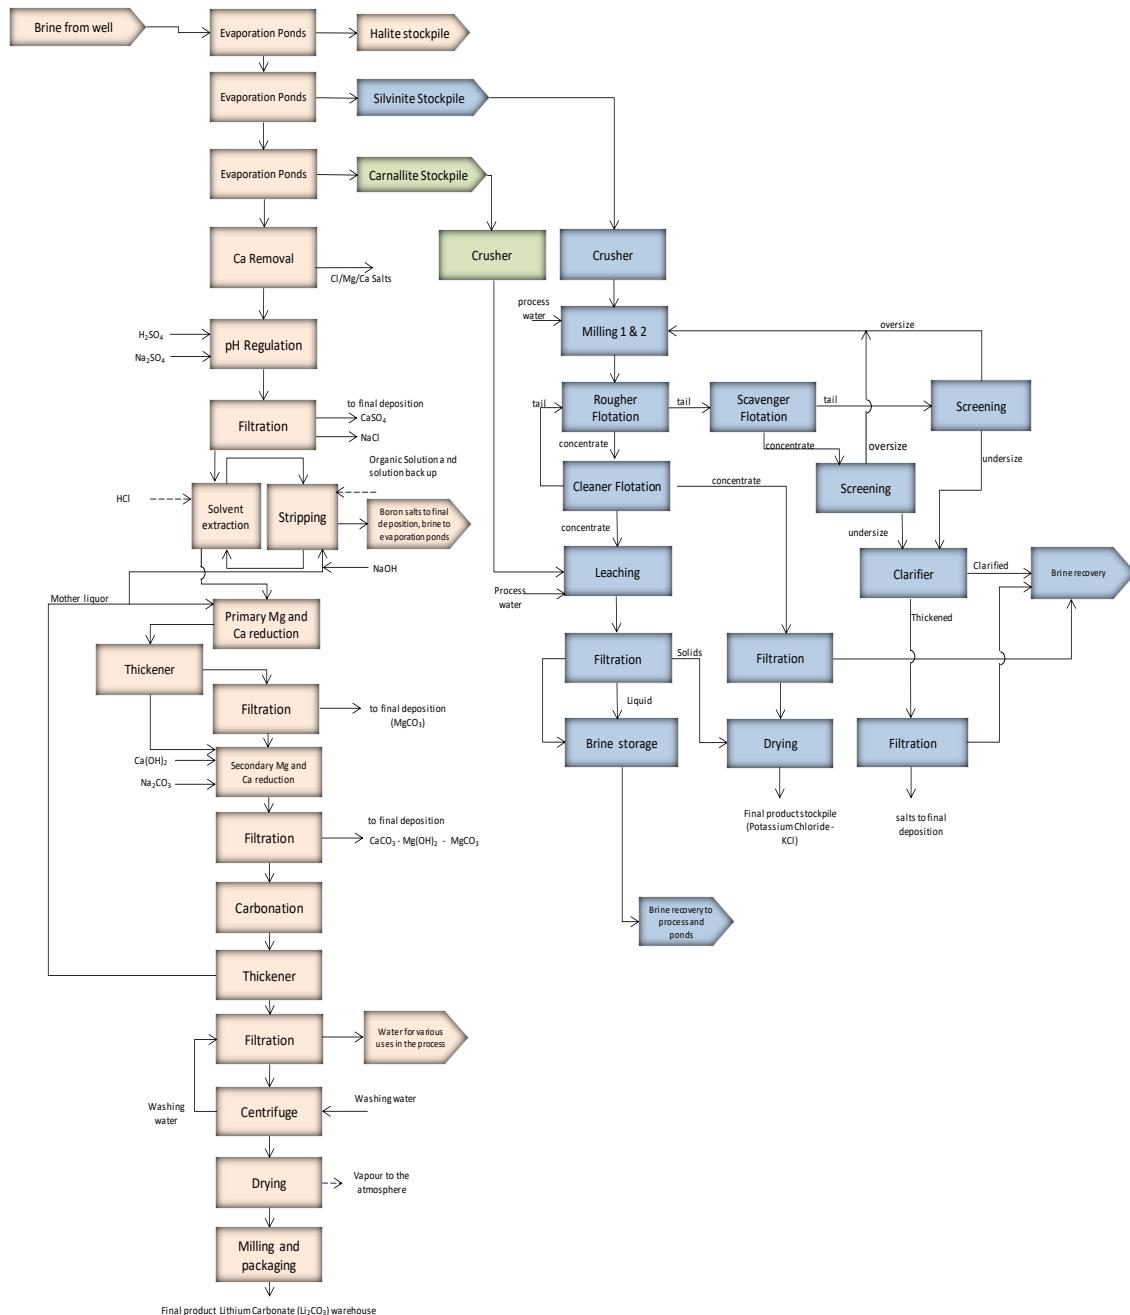 Brine from well
Evaporation Ponds
Halite stockpile
Evaporation Ponds
Silvinite Stockpile
Evaporation Ponds
Carnallite Stockpile
Ca Removal
Cl/Mg/Ca Salts
Crusher
Crusher
process
water
Milling 1 & 2
oversize
H₂SO₄
Na₂SO₄
pH Regulation
tail
Rougher
Flotation
tail
Scavenger
Flotation
tail
Screening
to final deposition
CaSO₄
NaCl
Filtration
concentrate
concentrate
oversize
undersize
Organic Solution and
solution back up
HCl
Solvent
extraction
Stripping
Boron salts to final
deposition, brine to
evaporation ponds
NaOH
Cleaner Flotation
concentrate
Screening
concentrate
undersize
Leaching
Process
water
Clarifier
Clarified
Brine recovery
Thickened
Mother liquor
Primary Mg and
Ca reduction
Thickener
Filtration
Solids
Filtration
Liquid
Filtration
to final deposition
(MgCO₃)
Brine storage
Drying
Filtration
Ca(OH)₂
Na₂CO₃
Secondary Mg and
Ca reduction
Final product stockpile
(Potassium Chloride -
KCl)
salts to final
deposition
Filtration
to final deposition
CaCO₃ - Mg(OH)₂ - MgCO₃
Carbonation
Brine recovery to
process and
ponds
Thickener
Filtration
Water for various
uses in the process
Washing
water
Centrifuge
Washing water
Drying
Vapour to the
atmosphere
Milling and
packaging
Final product Lithium Carbonate (Li₂CO₃) warehouse